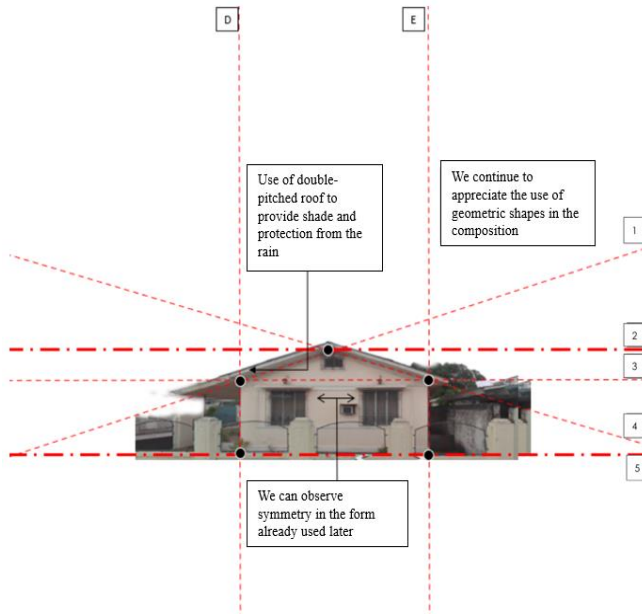 D
E
Use of double-
pitched roof to
provide shade and
protection from the
rain
We continue to
appreciate the use of
geometric shapes in the
composition
1
2
3
4
5
We can observe
symmetry in the form
already used later